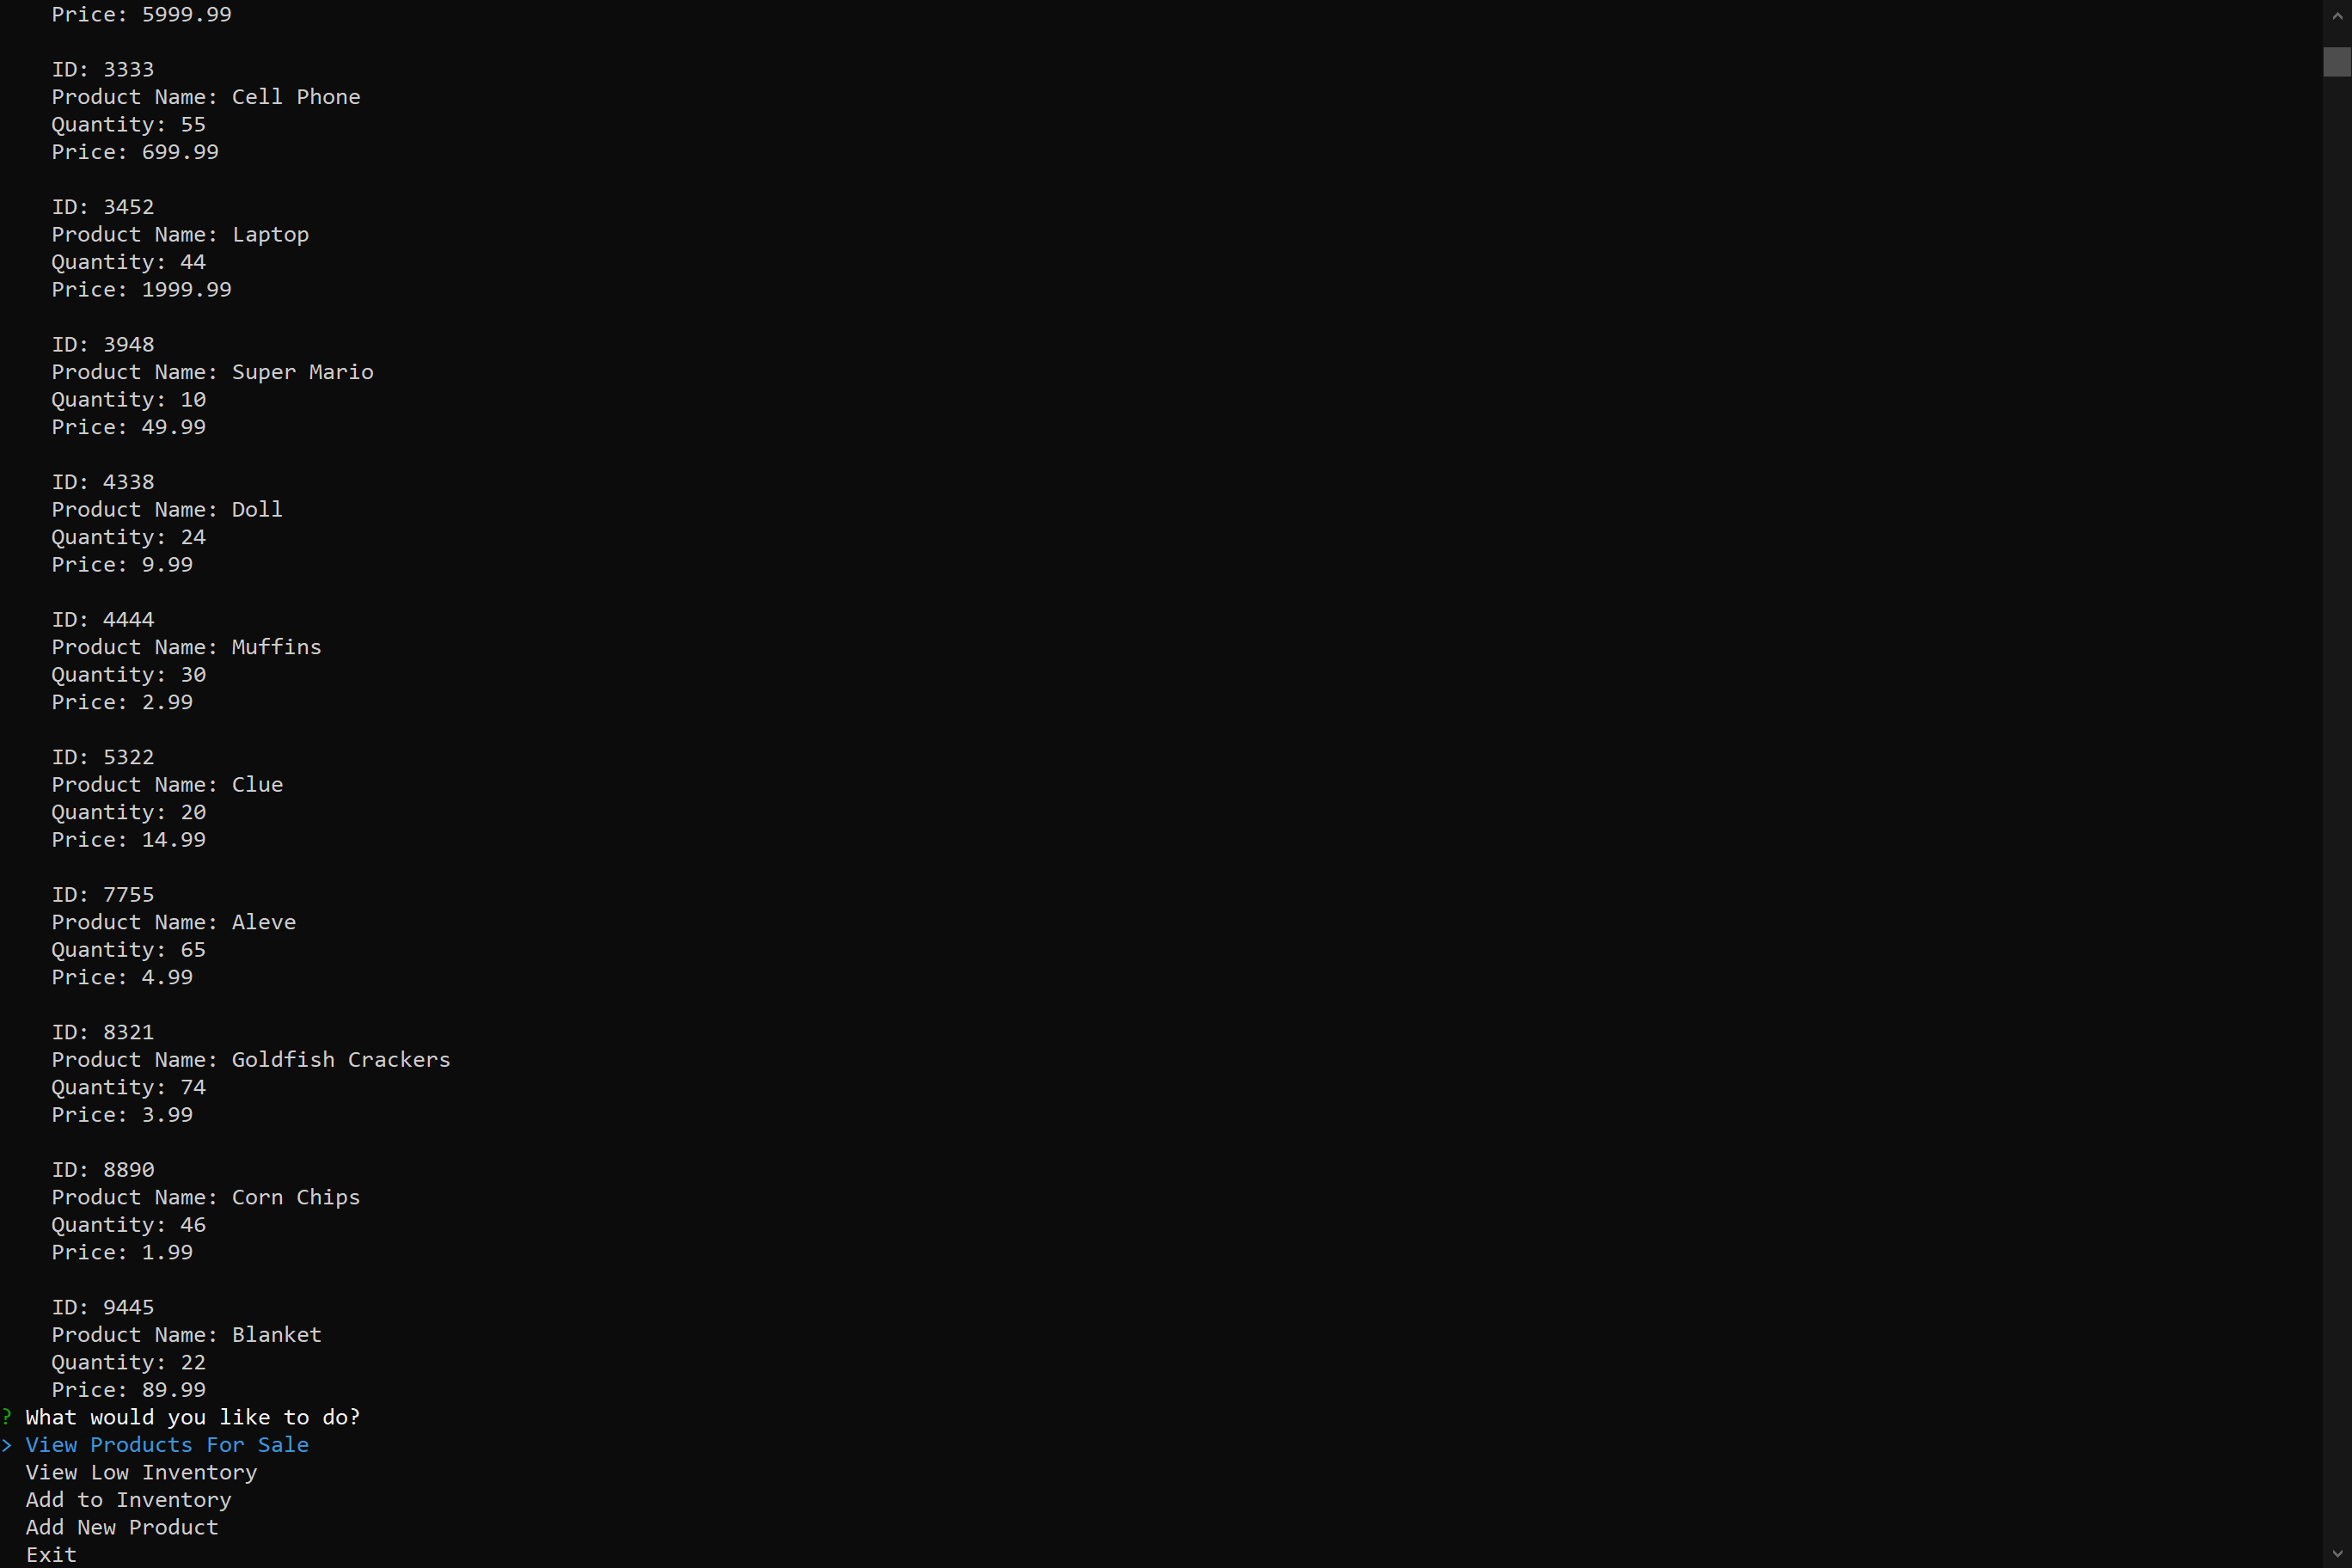 Price: 5999.99
ID: 3333
Product Name: Cell Phone
Quantity: 55
Price: 699.99
ID: 3452
Product Name: Laptop
Quantity: 44
Price: 1999.99
ID: 3948
Product Name: Super Mario
Quantity: 10
Price: 49.99
ID: 4338
Product Name: Doll
Quantity: 24
Price: 9.99
ID: 4444
Product Name: Muffins
Quantity: 30
Price: 2.99
ID: 5322
Product Name: Clue
Quantity: 20
Price: 14.99
ID: 7755
Product Name: Aleve
Quantity: 65
Price: 4.99
ID: 8321
Product Name: Goldfish Crackers
Quantity: 74
Price: 3.99
ID: 8890
Product Name: Corn Chips
Quantity: 46
Price: 1.99
ID: 9445
Product Name: Blanket
Quantity: 22
Price: 89.99
? What would you like to do?
> View Products For Sale
View Low Inventory
Add to Inventory
Add New Product
Exit